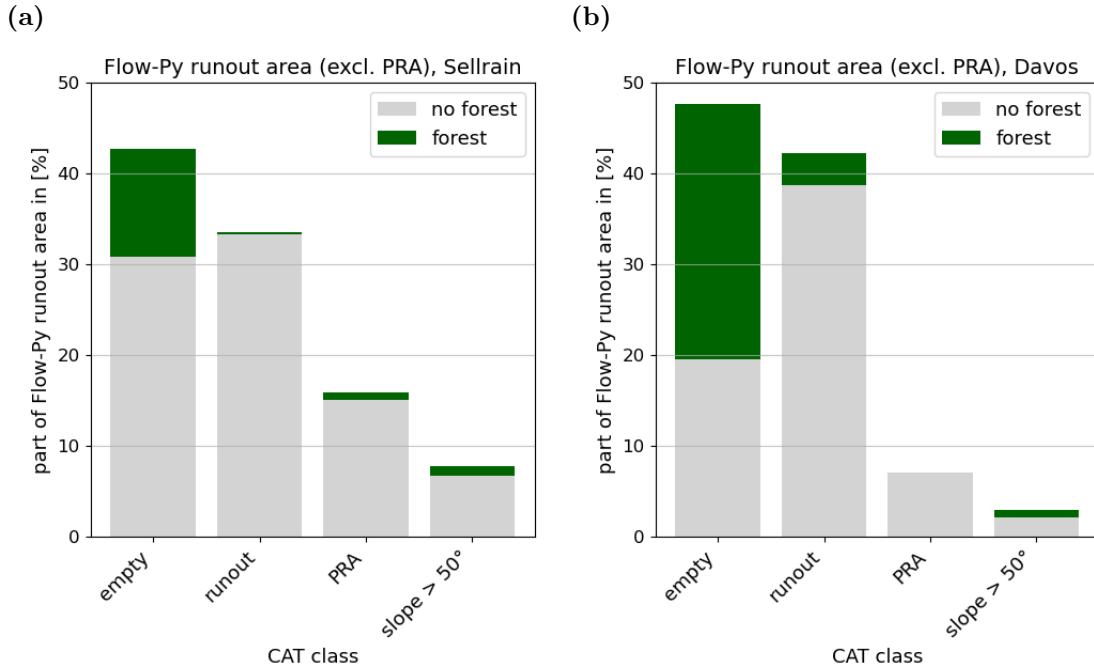 (a)
Flow-Py runout area (excl. PRA), Sellrain
50
40
30
20
10
0
part of Flow-Py runout area in [%]
no forest
forest
empty
runout
PRA
slope > 50°
CAT class
(b)
Flow-Py runout area (excl. PRA), Davos
50
40
30
20
10
0
part of Flow-Py runout area in [%]
no forest
forest
empty
runout
PRA
slope > 50°
CAT class